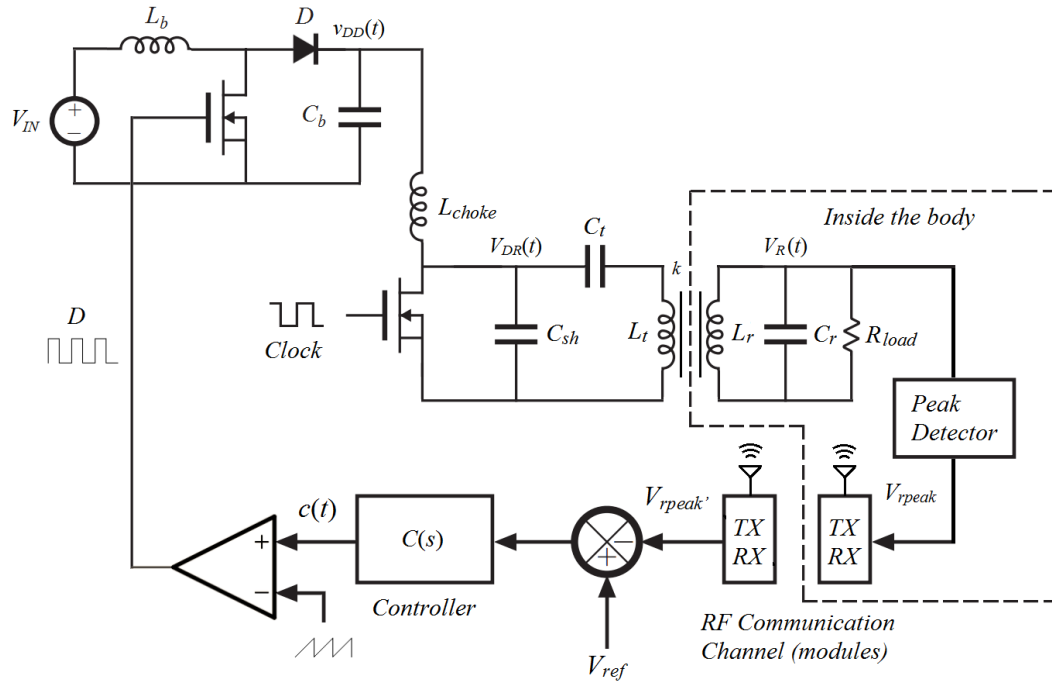 L_b
D
v_DD(t)
V_IN
+
−
C_b
L_choke
Inside the body
C_t
V_DR(t)
k
V_R(t)
D
Clock
C_sh
L_t
L_r
C_r
R_load
Peak
Detector
V_rpeak'
V_rpeak
c(t)
TX
RX
TX
RX
+
−
C(s)
−
+
Controller
RF Communication
Channel (modules)
V_ref